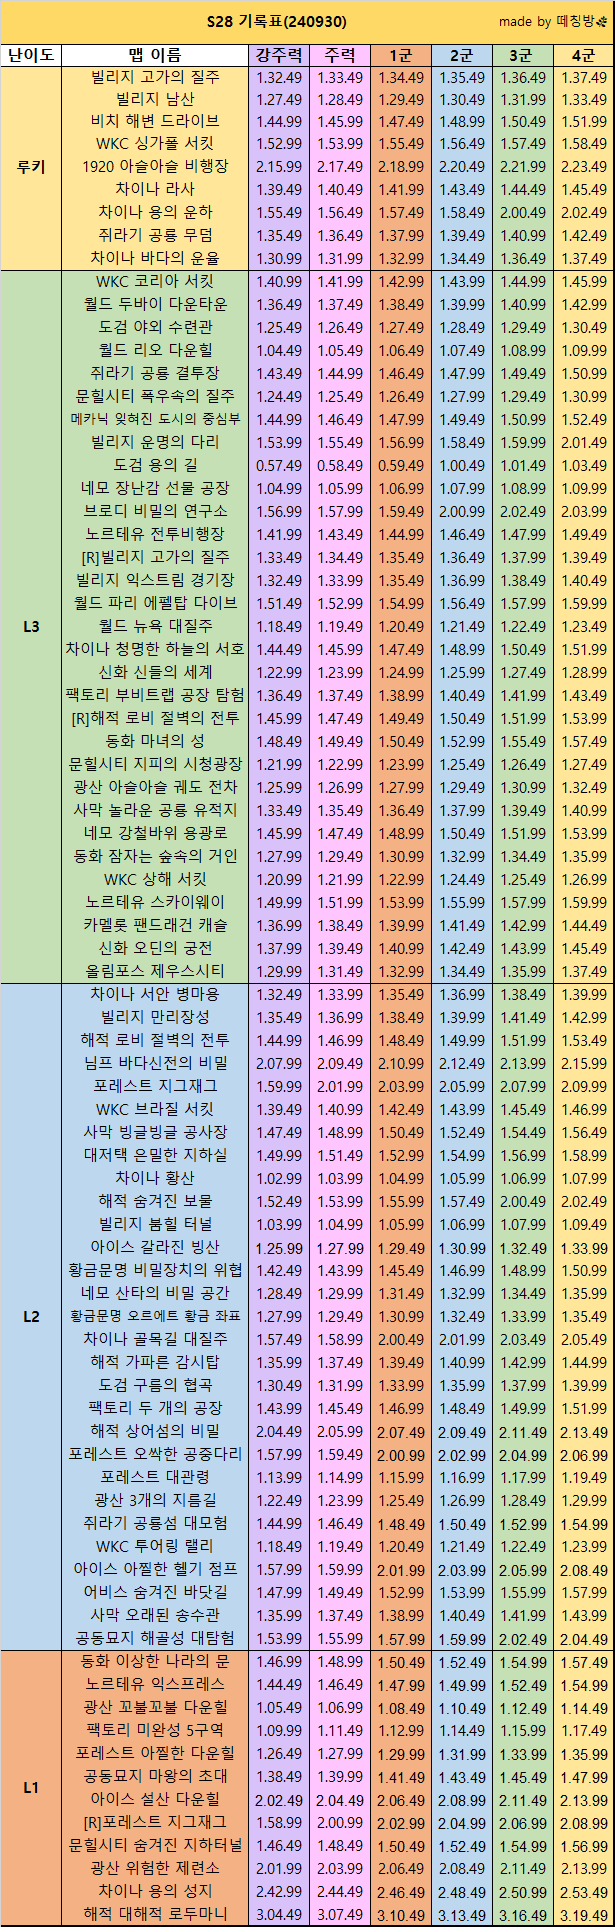 S28 기록표(240930) made by 떼칭방
난이도 맵 이름 강주력 주력 1군 2군 3군 4군
루키
빌리지 고가의 질주 1.32.49 1.33.49 1.34.49 1.35.49 1.36.49 1.37.49
빌리지 남산 1.27.49 1.28.49 1.29.49 1.30.49 1.31.99 1.33.49
비치 해변 드라이브 1.44.99 1.45.99 1.47.49 1.48.99 1.50.49 1.51.99
WKC 싱가폴 서킷 1.52.99 1.53.99 1.55.49 1.56.49 1.57.49 1.58.49
1920 아슬아슬 비행장 2.15.99 2.17.49 2.18.99 2.20.49 2.21.99 2.23.49
차이나 라사 1.39.49 1.40.49 1.41.99 1.43.49 1.44.49 1.45.49
차이나 용의 운하 1.55.49 1.56.49 1.57.49 1.58.49 2.00.49 2.02.49
쥐라기 공룡 무덤 1.35.49 1.36.49 1.37.99 1.39.49 1.40.99 1.42.49
차이나 바다의 운율 1.30.99 1.31.99 1.32.99 1.34.49 1.36.49 1.37.49
L3
WKC 코리아 서킷 1.40.99 1.41.99 1.42.99 1.43.99 1.44.99 1.45.99
월드 두바이 다운타운 1.36.49 1.37.49 1.38.49 1.39.99 1.40.99 1.42.99
도검 야외 수련관 1.25.49 1.26.49 1.27.49 1.28.49 1.29.49 1.30.49
월드 리오 다운힐 1.04.49 1.05.49 1.06.49 1.07.49 1.08.99 1.09.99
쥐라기 공룡 결투장 1.43.49 1.44.99 1.46.49 1.47.99 1.49.49 1.50.99
문힐시티 폭우속의 질주 1.24.49 1.25.49 1.26.49 1.27.99 1.29.49 1.30.99
메카닉 잊혀진 도시의 중심부 1.44.99 1.46.49 1.47.99 1.49.49 1.50.99 1.52.49
빌리지 운명의 다리 1.53.99 1.55.49 1.56.99 1.58.49 1.59.99 2.01.49
도검 용의 길 0.57.49 0.58.49 0.59.49 1.00.49 1.01.49 1.03.49
네모 장난감 선물 공장 1.04.99 1.05.99 1.06.99 1.07.99 1.08.99 1.09.99
브로디 비밀의 연구소 1.56.99 1.57.99 1.59.49 2.00.99 2.02.49 2.03.99
노르테유 전투비행장 1.41.99 1.43.49 1.44.99 1.46.49 1.47.99 1.49.49
[R]빌리지 고가의 질주 1.33.49 1.34.49 1.35.49 1.36.49 1.37.99 1.39.49
빌리지 익스트림 경기장 1.32.49 1.33.99 1.35.49 1.36.99 1.38.49 1.40.49
월드 파리 에펠탑 다이브 1.51.49 1.52.99 1.54.99 1.56.49 1.57.99 1.59.99
월드 뉴욕 대질주 1.18.49 1.19.49 1.20.49 1.21.49 1.22.49 1.23.49
차이나 청명한 하늘의 서호 1.44.49 1.45.99 1.47.49 1.48.99 1.50.49 1.51.99
신화 신들의 세계 1.22.99 1.23.99 1.24.99 1.25.99 1.27.49 1.28.99
팩토리 부비트랩 공장 탐험 1.36.49 1.37.49 1.38.99 1.40.49 1.41.99 1.43.49
[R]해적 로비 절벽의 전투 1.45.99 1.47.49 1.49.49 1.50.49 1.51.99 1.53.99
동화 마녀의 성 1.48.49 1.49.49 1.50.49 1.52.99 1.55.49 1.57.49
문힐시티 지피의 시청광장 1.21.99 1.22.99 1.23.99 1.25.49 1.26.49 1.27.49
광산 아슬아슬 궤도 전차 1.25.99 1.26.99 1.27.99 1.29.49 1.30.99 1.32.49
사막 놀라운 공룡 유적지 1.33.49 1.35.49 1.36.49 1.37.99 1.39.49 1.40.99
네모 강철바위 용광로 1.45.99 1.47.49 1.48.99 1.50.49 1.51.99 1.53.99
동화 잠자는 숲속의 거인 1.27.99 1.29.49 1.30.99 1.32.99 1.34.49 1.35.99
WKC 상해 서킷 1.20.99 1.21.99 1.22.99 1.24.49 1.25.49 1.26.99
노르테유 스카이웨이 1.49.99 1.51.99 1.53.99 1.55.99 1.57.99 1.59.99
카멜롯 팬드래건 캐슬 1.36.99 1.38.49 1.39.99 1.41.49 1.42.99 1.44.49
신화 오딘의 궁전 1.37.99 1.39.49 1.40.99 1.42.49 1.43.99 1.45.49
올림포스 제우스시티 1.29.99 1.31.49 1.32.99 1.34.49 1.35.99 1.37.49
L2
차이나 서안 병마용 1.32.49 1.33.99 1.35.49 1.36.99 1.38.49 1.39.99
빌리지 만리장성 1.35.49 1.36.99 1.38.49 1.39.99 1.41.49 1.42.99
해적 로비 절벽의 전투 1.44.99 1.46.99 1.48.49 1.49.99 1.51.99 1.53.49
님프 바다신전의 비밀 2.07.99 2.09.49 2.10.99 2.12.49 2.13.99 2.15.99
포레스트 지그재그 1.59.99 2.01.99 2.03.99 2.05.99 2.07.99 2.09.99
WKC 브라질 서킷 1.39.49 1.40.99 1.42.49 1.43.99 1.45.49 1.46.99
사막 빙글빙글 공사장 1.47.49 1.48.99 1.50.49 1.52.49 1.54.49 1.56.49
대저택 은밀한 지하실 1.49.99 1.51.49 1.52.99 1.54.99 1.56.99 1.58.99
차이나 황산 1.02.99 1.03.99 1.04.99 1.05.99 1.06.99 1.07.99
해적 숨겨진 보물 1.52.49 1.53.99 1.55.99 1.57.49 2.00.49 2.02.49
빌리지 붐힐 터널 1.03.99 1.04.99 1.05.99 1.06.99 1.07.99 1.09.49
아이스 갈라진 빙산 1.25.99 1.27.99 1.29.49 1.30.99 1.32.49 1.33.99
황금문명 비밀장치의 위협 1.42.49 1.43.99 1.45.49 1.46.99 1.48.99 1.50.99
네모 산타의 비밀 공간 1.28.49 1.29.99 1.31.49 1.32.99 1.34.49 1.35.99
황금문명 오르에트 황금 좌표 1.27.99 1.29.49 1.30.99 1.32.49 1.33.99 1.35.49
차이나 골목길 대질주 1.57.49 1.58.99 2.00.49 2.01.99 2.03.49 2.05.49
해적 가파른 감시탑 1.35.99 1.37.49 1.39.49 1.40.99 1.42.99 1.44.99
도검 구름의 협곡 1.30.49 1.31.99 1.33.99 1.35.99 1.37.99 1.39.99
팩토리 두 개의 공장 1.43.99 1.45.49 1.46.99 1.48.49 1.49.99 1.51.99
해적 상어섬의 비밀 2.04.49 2.05.99 2.07.49 2.09.49 2.11.49 2.13.49
포레스트 오싹한 공중다리 1.57.99 1.59.49 2.00.99 2.02.99 2.04.99 2.06.99
포레스트 대관령 1.13.99 1.14.99 1.15.99 1.16.99 1.17.99 1.19.49
광산 3개의 지름길 1.22.49 1.23.99 1.25.49 1.26.99 1.28.49 1.29.99
쥐라기 공룡섬 대모험 1.44.99 1.46.49 1.48.49 1.50.49 1.52.99 1.54.99
WKC 투어링 랠리 1.18.49 1.19.49 1.20.49 1.21.49 1.22.49 1.23.99
아이스 아찔한 헬기 점프 1.57.99 1.59.99 2.01.99 2.03.99 2.05.99 2.08.49
어비스 숨겨진 바닷길 1.47.99 1.49.49 1.52.99 1.53.99 1.55.99 1.57.99
사막 오래된 송수관 1.35.99 1.37.49 1.38.99 1.40.49 1.41.99 1.43.99
공동묘지 해골성 대탐험 1.53.99 1.55.99 1.57.99 1.59.99 2.02.49 2.04.49
L1
동화 이상한 나라의 문 1.46.99 1.48.99 1.50.49 1.52.49 1.54.99 1.57.49
노르테유 익스프레스 1.44.49 1.46.49 1.47.99 1.49.99 1.52.49 1.54.99
광산 꼬불꼬불 다운힐 1.05.49 1.06.99 1.08.49 1.10.49 1.12.49 1.14.49
팩토리 미완성 5구역 1.09.99 1.11.49 1.12.99 1.14.49 1.15.99 1.17.49
포레스트 아찔한 다운힐 1.26.49 1.27.99 1.29.99 1.31.99 1.33.99 1.35.99
공동묘지 마왕의 초대 1.38.49 1.39.99 1.41.49 1.43.49 1.45.49 1.47.99
아이스 설산 다운힐 2.02.49 2.04.49 2.06.49 2.08.99 2.11.49 2.13.99
[R]포레스트 지그재그 1.58.99 2.00.99 2.02.99 2.04.99 2.06.99 2.08.99
문힐시티 숨겨진 지하터널 1.46.49 1.48.49 1.50.49 1.52.49 1.54.99 1.56.99
광산 위험한 제련소 2.01.99 2.03.99 2.06.49 2.08.49 2.11.49 2.13.99
차이나 용의 성지 2.42.99 2.44.49 2.46.49 2.48.49 2.50.99 2.53.49
해적 대해적 로두마니 3.04.49 3.07.49 3.10.49 3.13.49 3.16.49 3.19.49